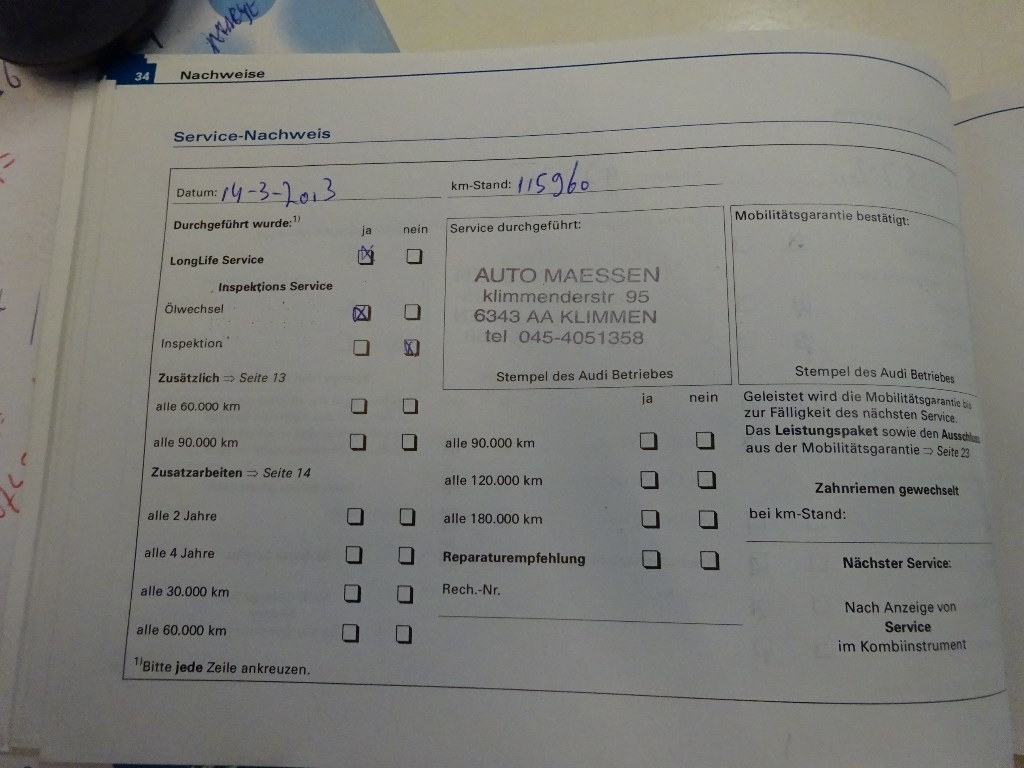 34 Nachweise
Service-Nachweis
Datum: 14-3-2013
km-Stand: 115960
Durchgeführt wurde:1)
ja nein
LongLife Service
Inspektions Service
Ölwechsel
Inspektion
Zusätzlich ⇒ Seite 13
alle 60.000 km
alle 90.000 km
Zusatzarbeiten ⇒ Seite 14
alle 2 Jahre
alle 4 Jahre
alle 30.000 km
alle 60.000 km
1)Bitte jede Zeile ankreuzen.
Service durchgeführt:
AUTO MAESSEN
klimmenderstr 95
6343 AA KLIMMEN
tel 045-4051358
Stempel des Audi Betriebes
ja nein
alle 90.000 km
alle 120.000 km
alle 180.000 km
Reparaturempfehlung
Rech.-Nr.
Mobilitätsgarantie bestätigt:
Stempel des Audi Betriebes
Geleistet wird die Mobilitätsgarantie bis
zur Fälligkeit des nächsten Service.
Das Leistungspaket sowie den Ausschluss
aus der Mobilitätsgarantie ⇒ Seite 23
Zahnriemen gewechselt
bei km-Stand:
Nächster Service:
Nach Anzeige von
Service
im Kombiinstrument